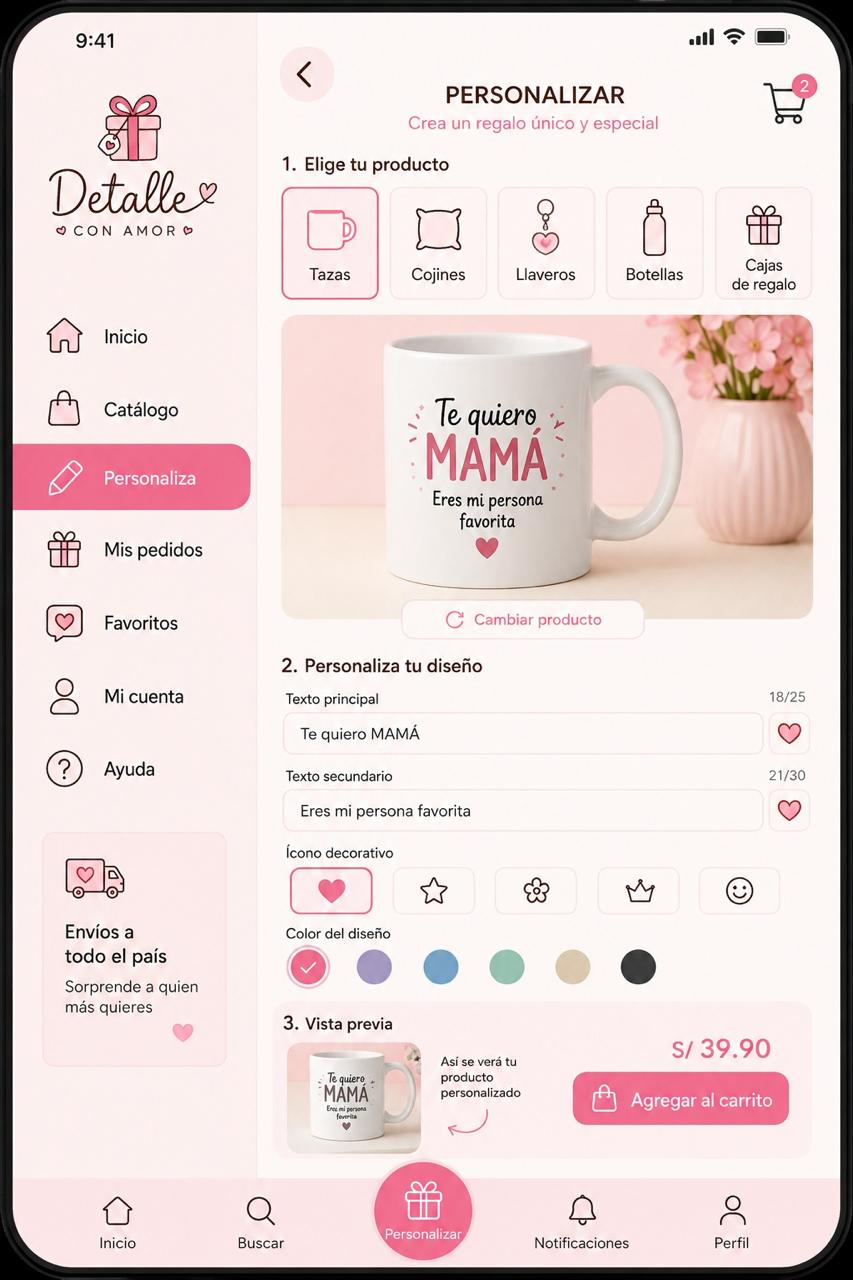 9:41
Detalle
CON AMOR
Inicio
Catálogo
Personaliza
Mis pedidos
Favoritos
Mi cuenta
Ayuda
Envíos a
todo el país
Sorprende a quien
más quieres
PERSONALIZAR
Crea un regalo único y especial
2
1. Elige tu producto
Tazas
Cojines
Llaveros
Botellas
Cajas
de regalo
Te quiero
MAMÁ
Eres mi persona
favorita
Cambiar producto
2. Personaliza tu diseño
Texto principal
18/25
Te quiero MAMÁ
Texto secundario
21/30
Eres mi persona favorita
Ícono decorativo
Color del diseño
3. Vista previa
Te quiero
MAMÁ
Eres mi persona
favorita
Así se verá tu
producto
personalizado
S/ 39.90
Agregar al carrito
Inicio
Buscar
Personalizar
Notificaciones
Perfil